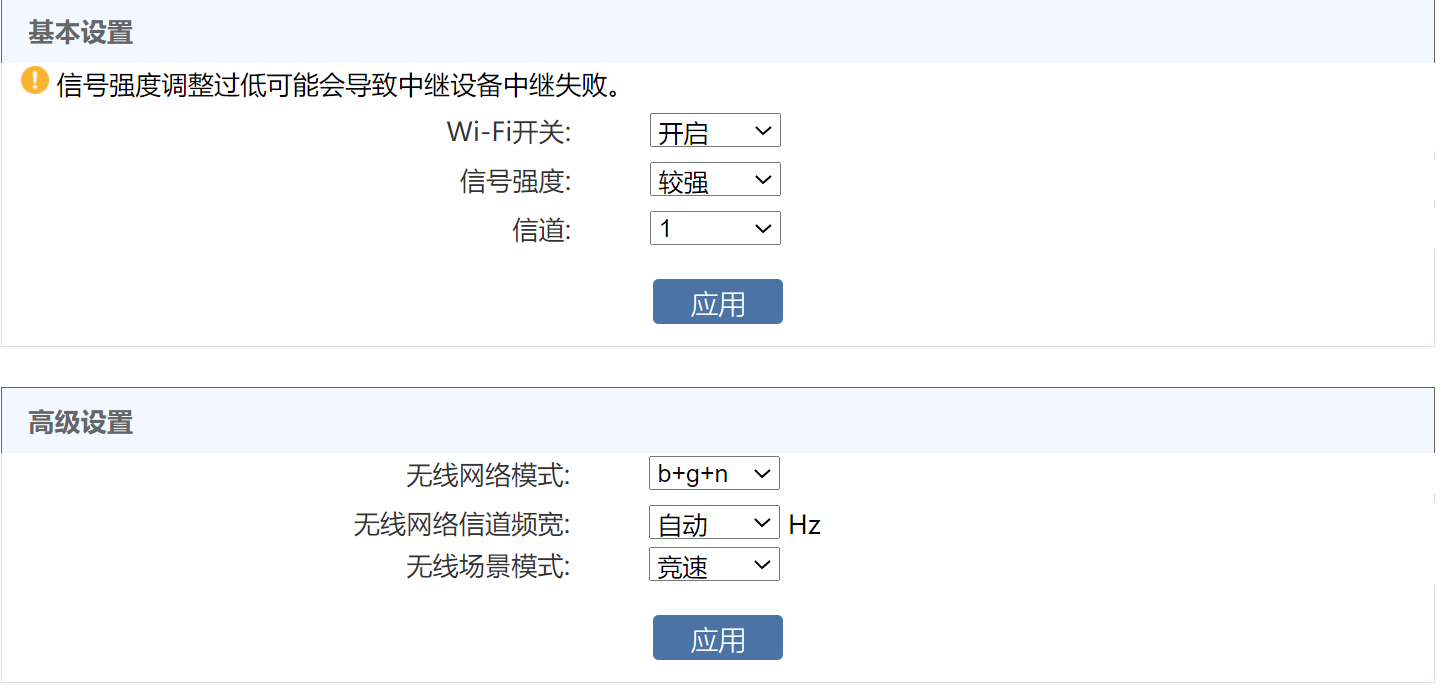 基本设置
信号强度调整过低可能会导致中继设备中继失败。
Wi-Fi开关: 开启
信号强度: 较强
信道: 1
应用
高级设置
无线网络模式: b+g+n
无线网络信道频宽: 自动 Hz
无线场景模式: 竞速
应用